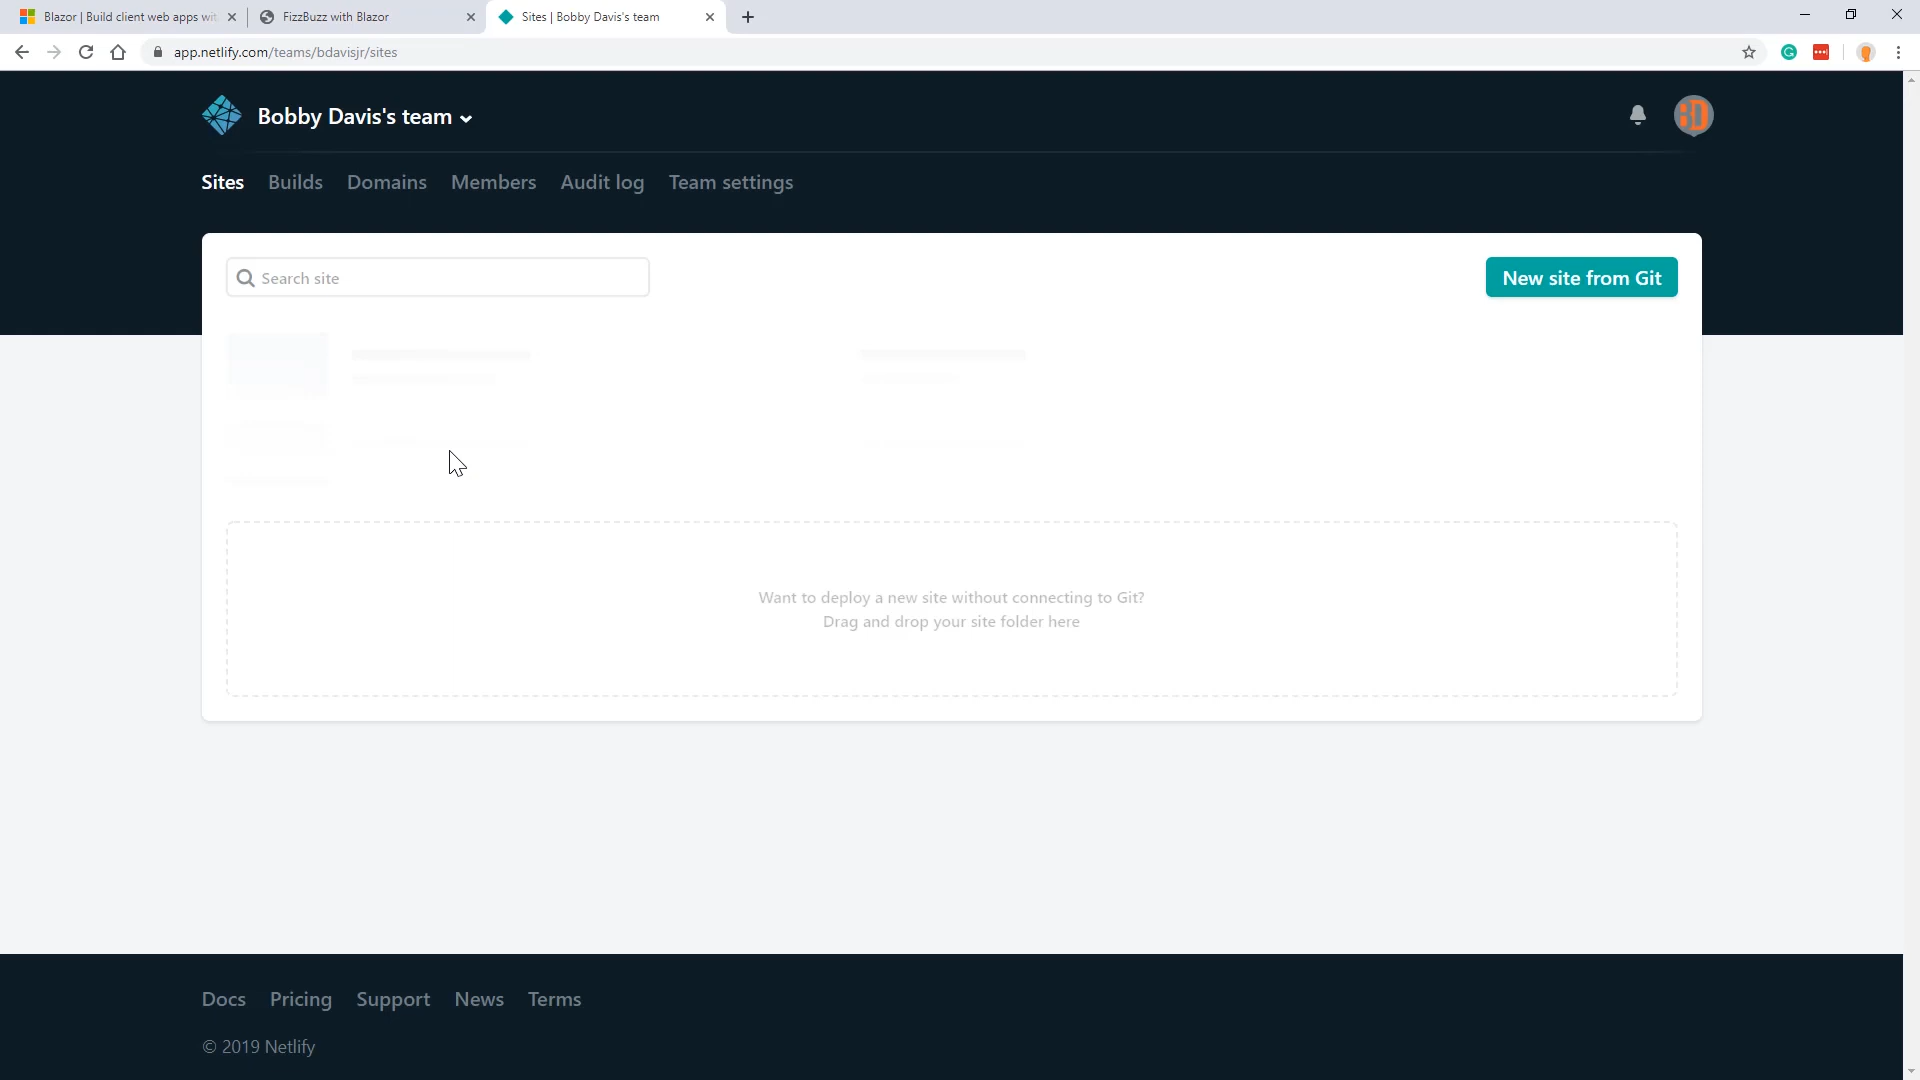 Blazor | Build client web apps wit
FizzBuzz with Blazor
Sites | Bobby Davis's team
app.netlify.com/teams/bdavisjr/sites
Bobby Davis's team
Sites
Builds
Domains
Members
Audit log
Team settings
Search site
New site from Git
Want to deploy a new site without connecting to Git?
Drag and drop your site folder here
Docs
Pricing
Support
News
Terms
© 2019 Netlify